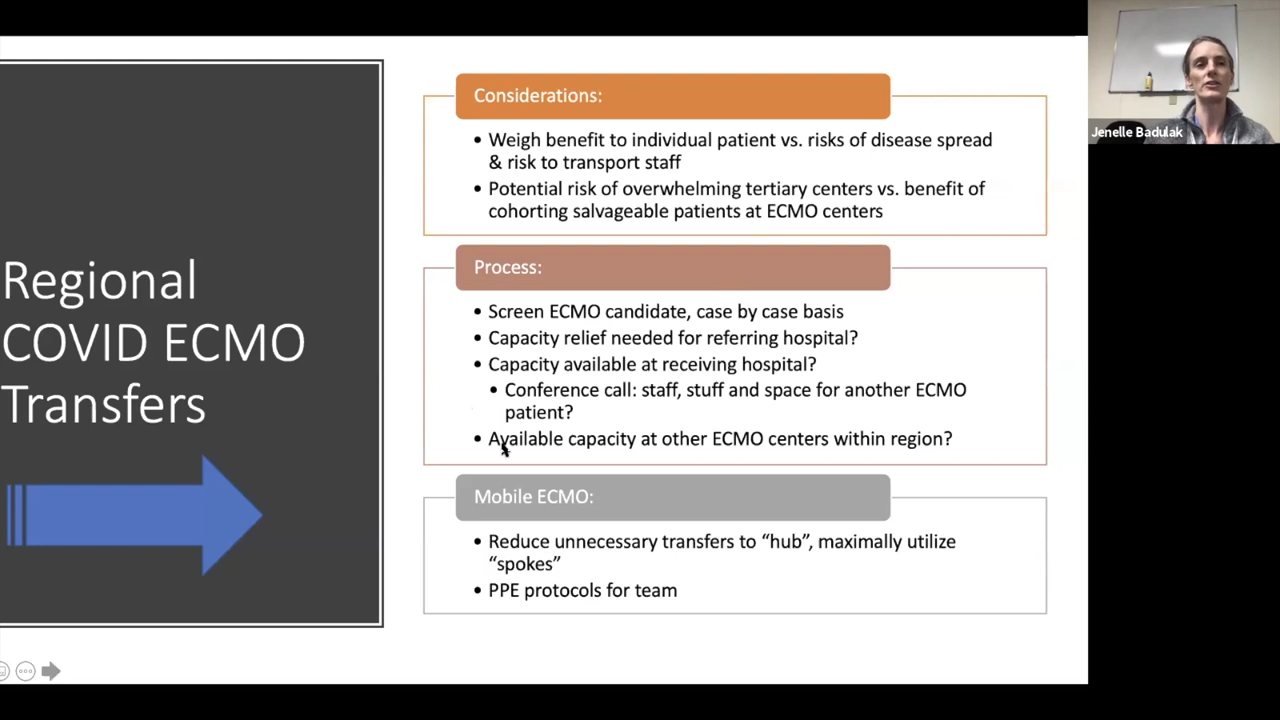 Regional
COVID ECMO
Transfers
Considerations:
• Weigh benefit to individual patient vs. risks of disease spread
& risk to transport staff
• Potential risk of overwhelming tertiary centers vs. benefit of
cohorting salvageable patients at ECMO centers
Process:
• Screen ECMO candidate, case by case basis
• Capacity relief needed for referring hospital?
• Capacity available at receiving hospital?
• Conference call: staff, stuff and space for another ECMO
patient?
• Available capacity at other ECMO centers within region?
Mobile ECMO:
• Reduce unnecessary transfers to “hub”, maximally utilize
“spokes”
• PPE protocols for team
Jenelle Badulak